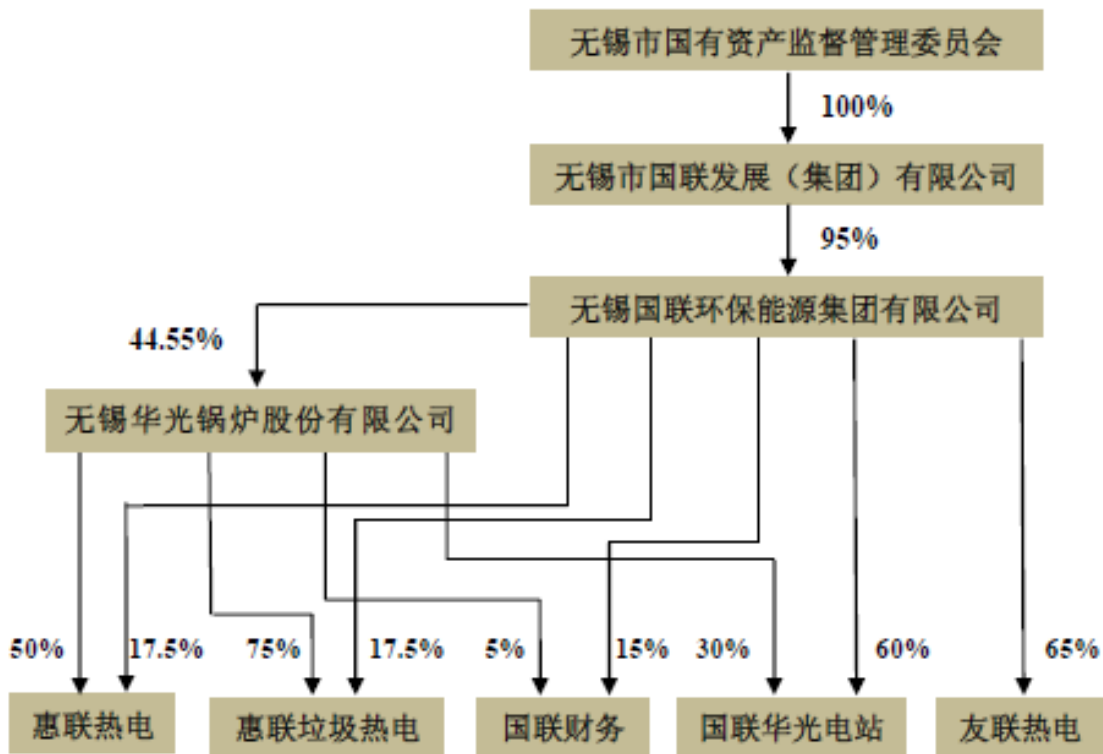 无锡市国有资产监督管理委员会
100%
无锡市国联发展（集团）有限公司
95%
无锡国联环保能源集团有限公司
44.55%
无锡华光锅炉股份有限公司
50%
17.5%
75%
17.5%
5%
15%
30%
60%
65%
惠联热电
惠联垃圾热电
国联财务
国联华光电站
友联热电